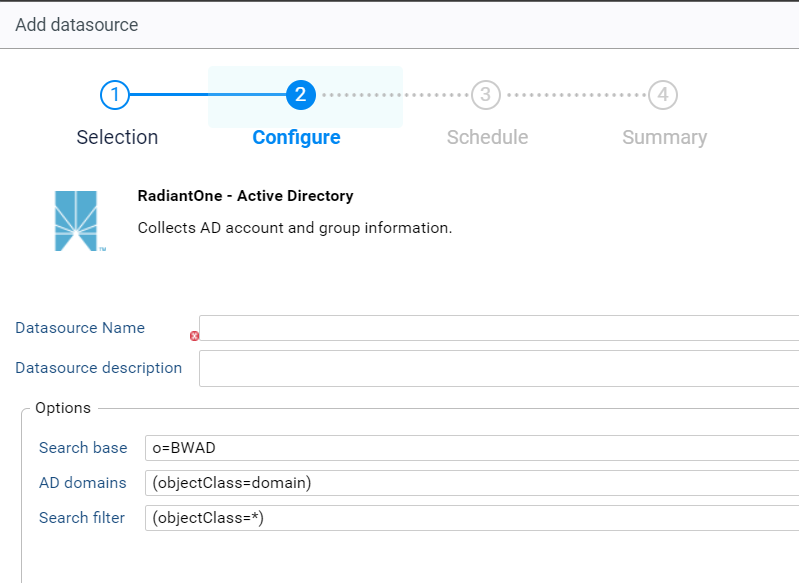 Add datasource
1 2 3 4
Selection Configure Schedule Summary
RadiantOne - Active Directory
Collects AD account and group information.
TM
Datasource Name
Datasource description
Options
Search base o=BWAD
AD domains (objectClass=domain)
Search filter (objectClass=*)